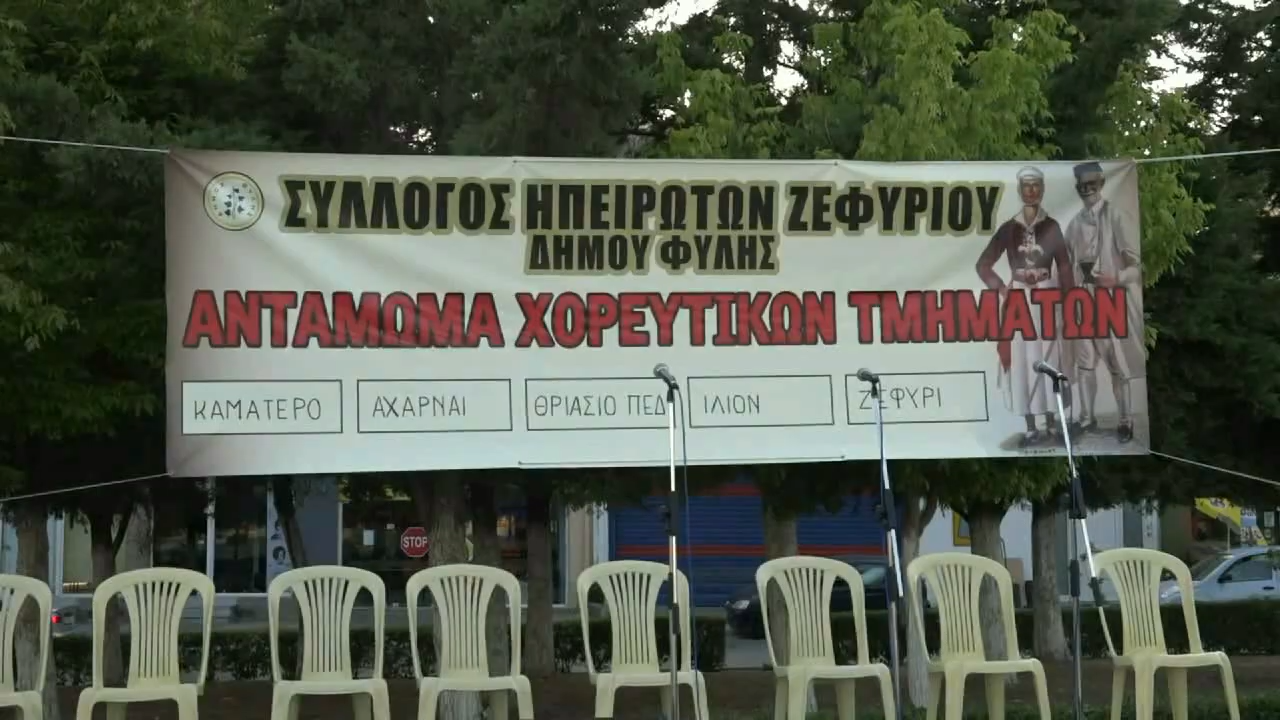 ΣΥΛΛΟΓΟΣ ΗΠΕΙΡΩΤΩΝ ΖΕΦΥΡΙΟΥ
ΔΗΜΟΥ ΦΥΛΗΣ
ΑΝΤΑΜΩΜΑ ΧΟΡΕΥΤΙΚΩΝ ΤΜΗΜΑΤΩΝ
ΚΑΜΑΤΕΡΟ ΑΧΑΡΝΑΙ ΘΡΙΑΣΙΟ ΠΕΔ ΙΛΙΟΝ ΖΕΦΥΡΙ
STOP